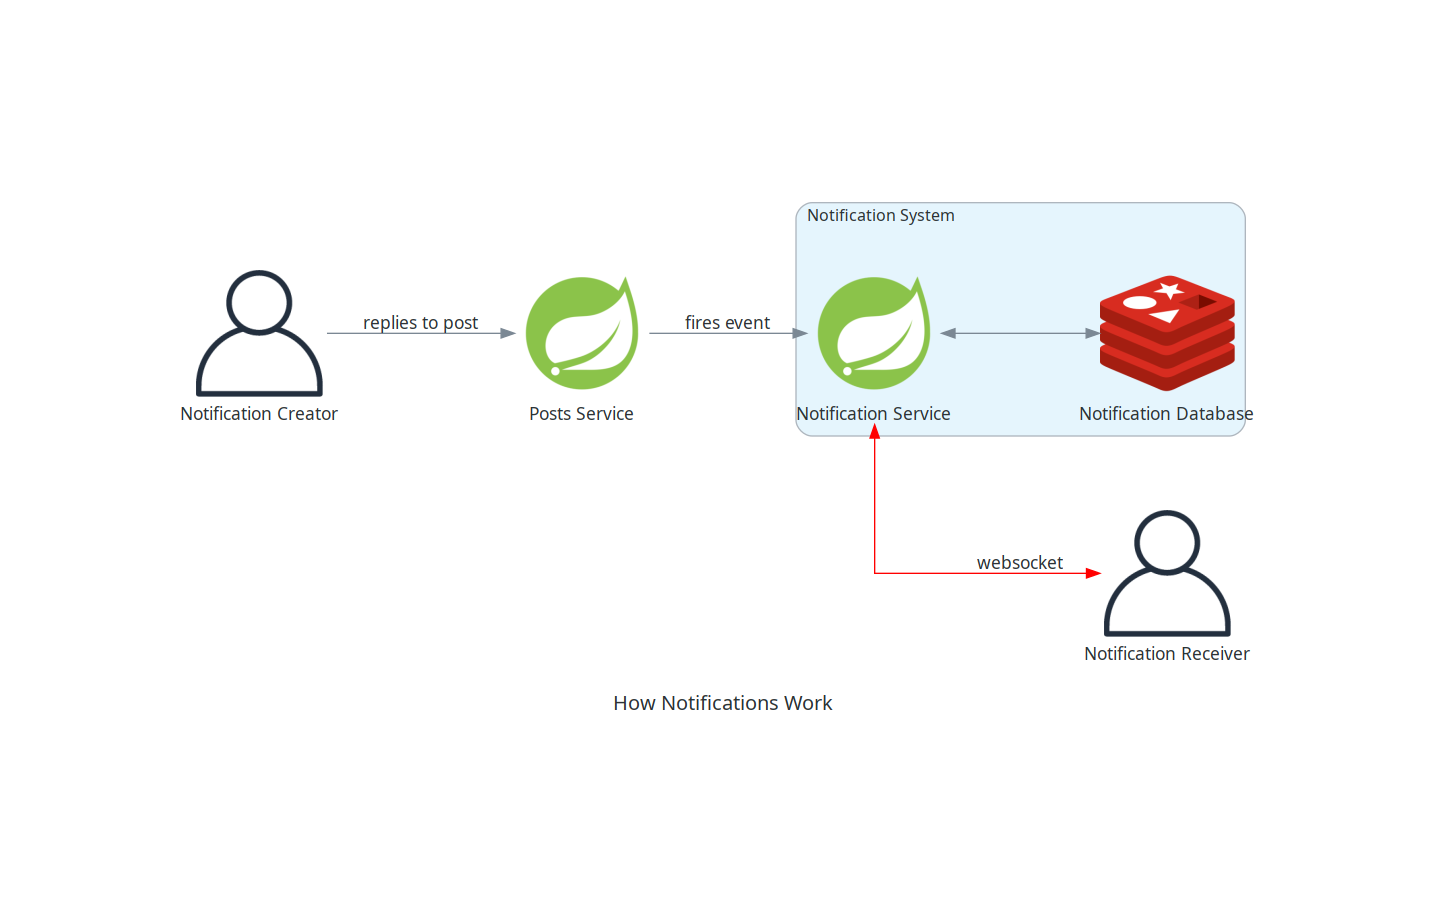 Notification System
replies to post
fires event
Notification Creator
Posts Service
Notification Service
Notification Database
websocket
Notification Receiver
How Notifications Work